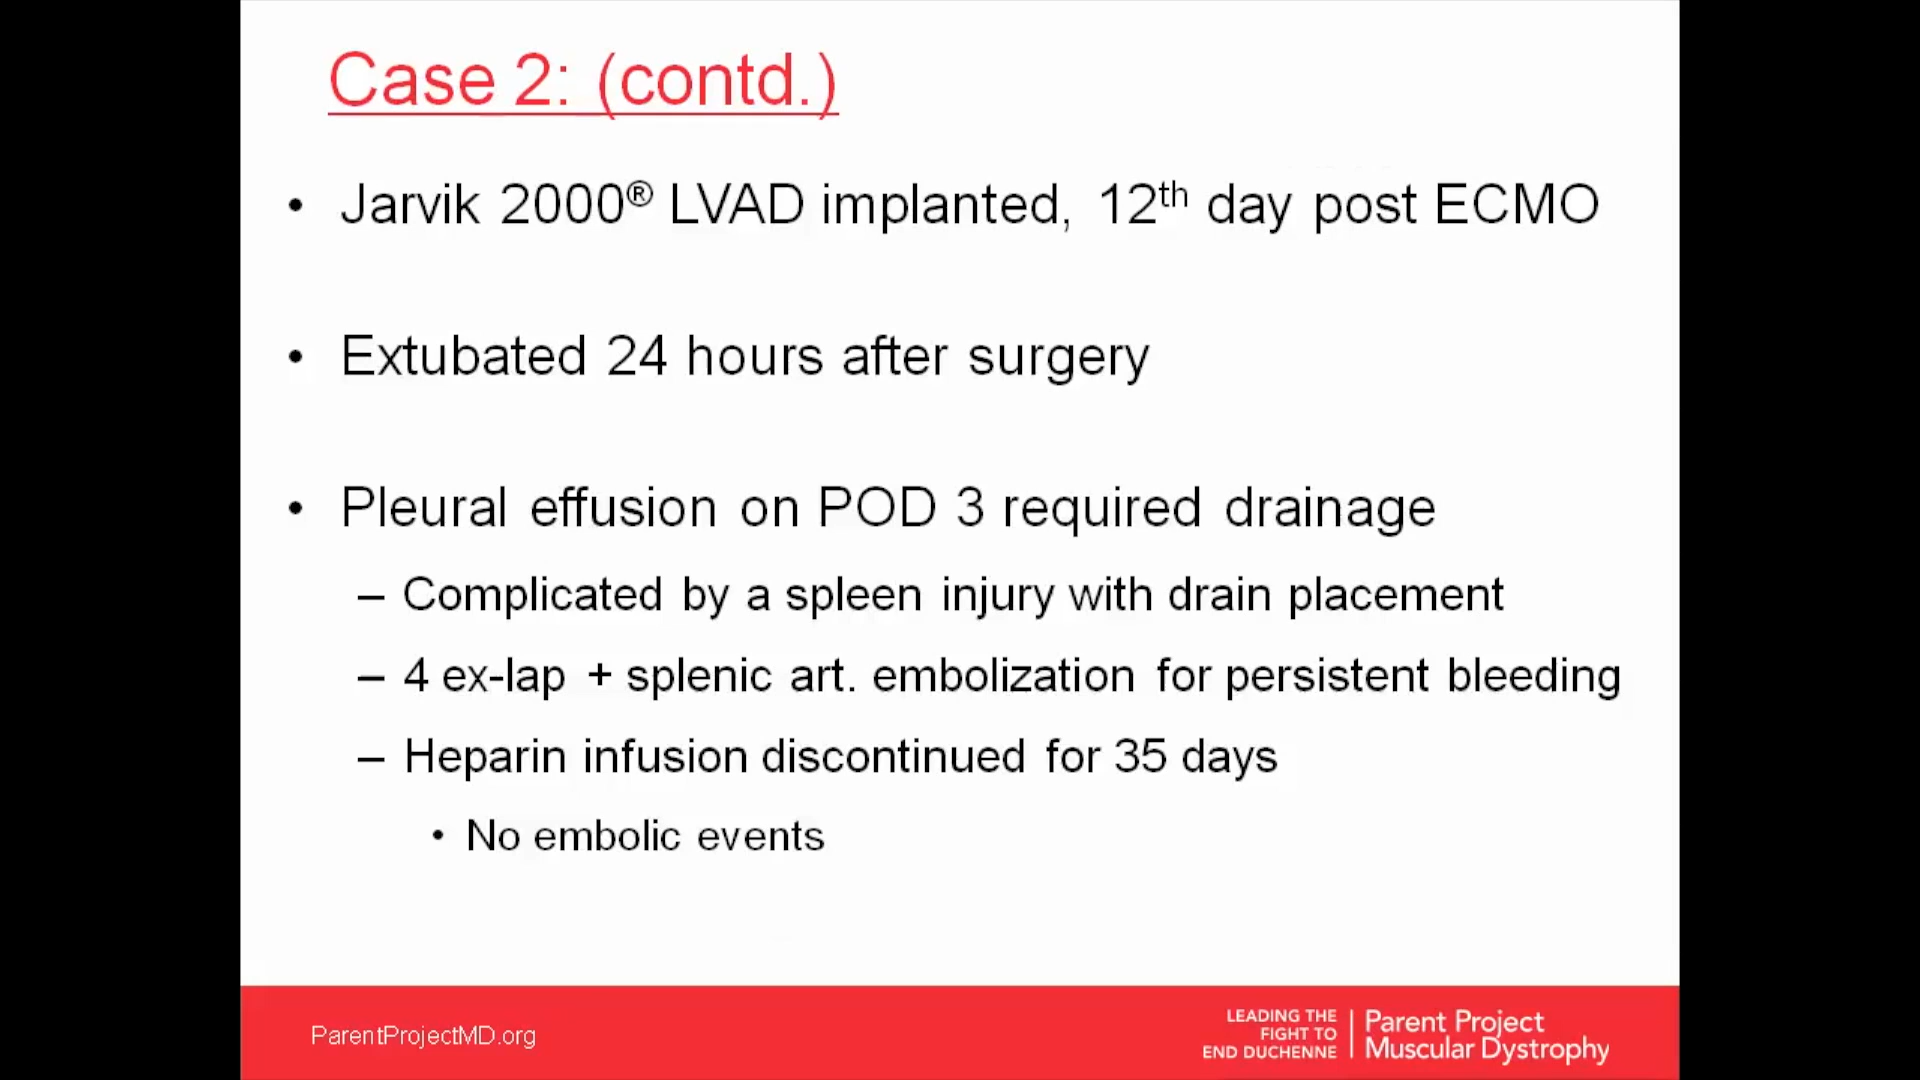 Case 2: (contd.)
• Jarvik 2000® LVAD implanted, 12th day post ECMO
• Extubated 24 hours after surgery
• Pleural effusion on POD 3 required drainage
– Complicated by a spleen injury with drain placement
– 4 ex-lap + splenic art. embolization for persistent bleeding
– Heparin infusion discontinued for 35 days
• No embolic events
ParentProjectMD.org
LEADING THE
FIGHT TO
END DUCHENNE
Parent Project
Muscular Dystrophy